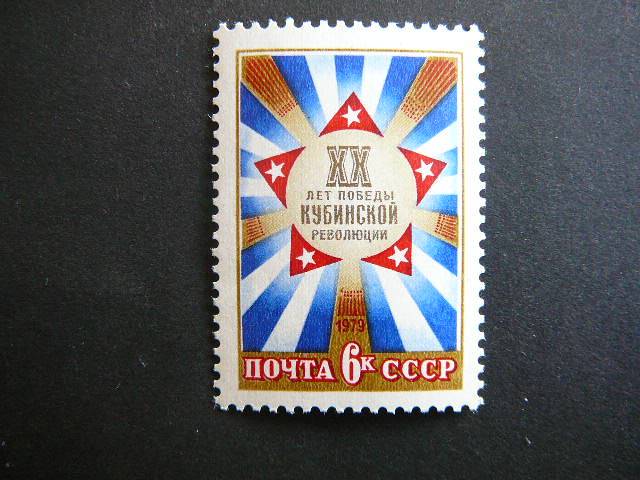 XX
ЛЕТ ПОБЕДЫ
КУБИНСКОЙ
РЕВОЛЮЦИИ
1979
ПОЧТА 6К СССР